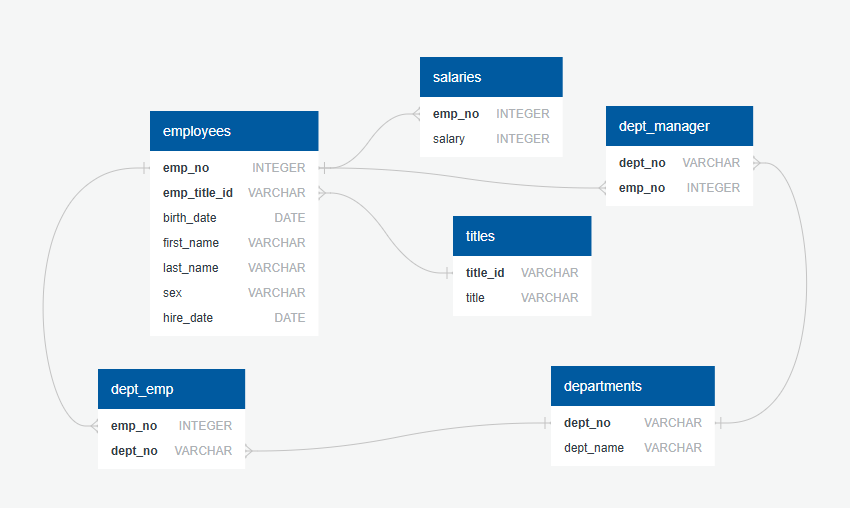 salaries
emp_no INTEGER
salary INTEGER
employees
emp_no INTEGER
emp_title_id VARCHAR
birth_date DATE
first_name VARCHAR
last_name VARCHAR
sex VARCHAR
hire_date DATE
dept_manager
dept_no VARCHAR
emp_no INTEGER
titles
title_id VARCHAR
title VARCHAR
dept_emp
emp_no INTEGER
dept_no VARCHAR
departments
dept_no VARCHAR
dept_name VARCHAR